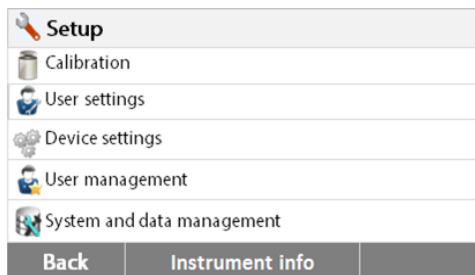 Setup
Calibration
User settings
Device settings
User management
System and data management
Back Instrument info